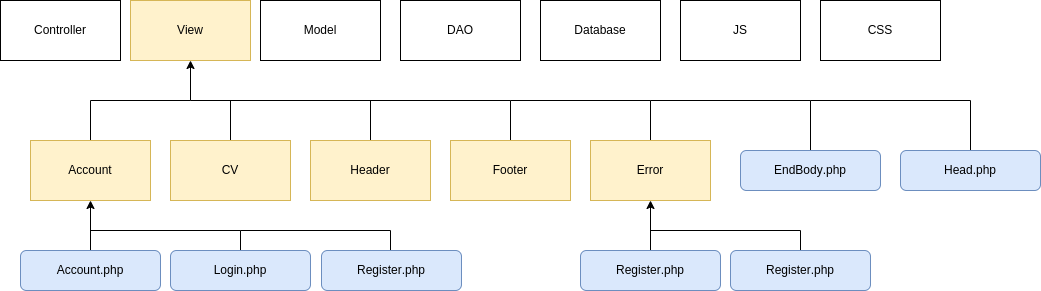 Controller
View
Model
DAO
Database
JS
CSS
Account
CV
Header
Footer
Error
EndBody.php
Head.php
Account.php
Login.php
Register.php
Register.php
Register.php